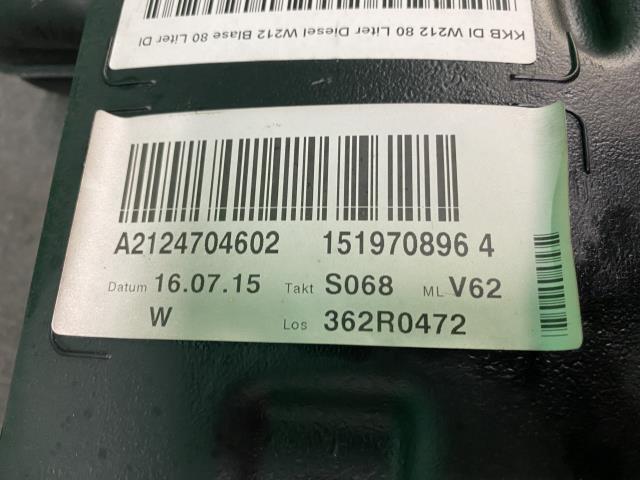 KKB DI W212 80 Liter Diesel W212 Blase 80 Liter DI
A2124704602 151970896 4
Datum 16.07.15 Takt S068 ML V62
W Los 362R0472